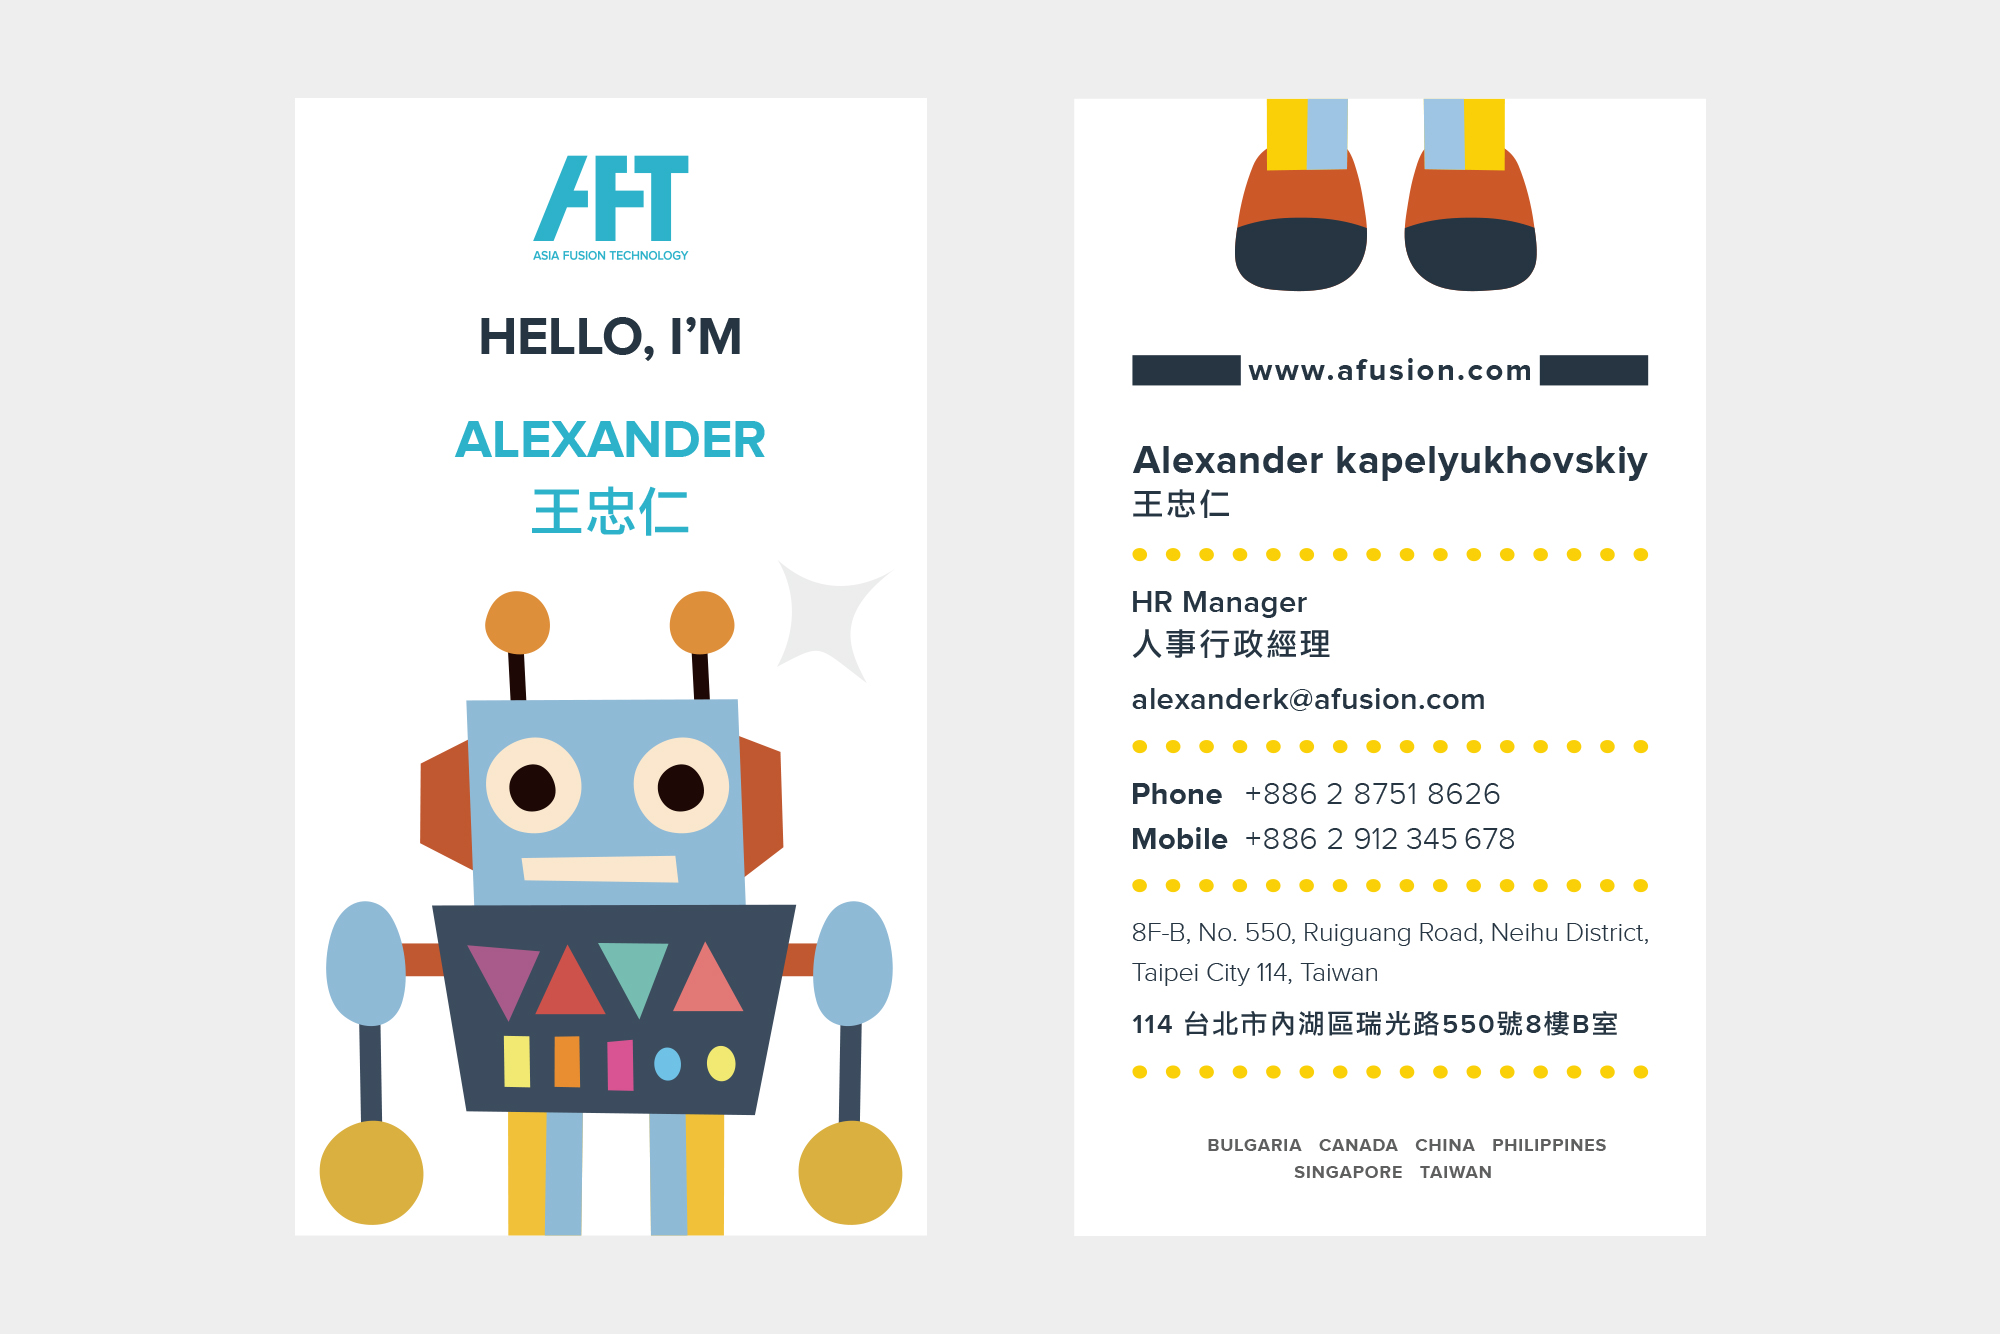 AFT
ASIA FUSION TECHNOLOGY
HELLO, I’M
ALEXANDER
王忠仁
www.afusion.com
Alexander kapelyukhovskiy
王忠仁
HR Manager
人事行政經理
alexanderk@afusion.com
Phone +886 2 8751 8626
Mobile +886 2 912 345 678
8F-B, No. 550, Ruiguang Road, Neihu District,
Taipei City 114, Taiwan
114 台北市內湖區瑞光路550號8樓B室
BULGARIA CANADA CHINA PHILIPPINES
SINGAPORE TAIWAN